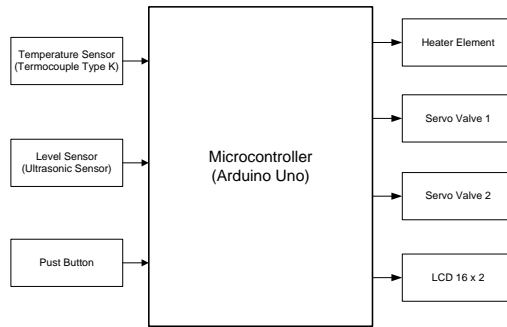 Temperature Sensor
(Termocouple Type K)
Level Sensor
(Ultrasonic Sensor)
Pust Button
Microcontroller
(Arduino Uno)
Heater Element
Servo Valve 1
Servo Valve 2
LCD 16 x 2